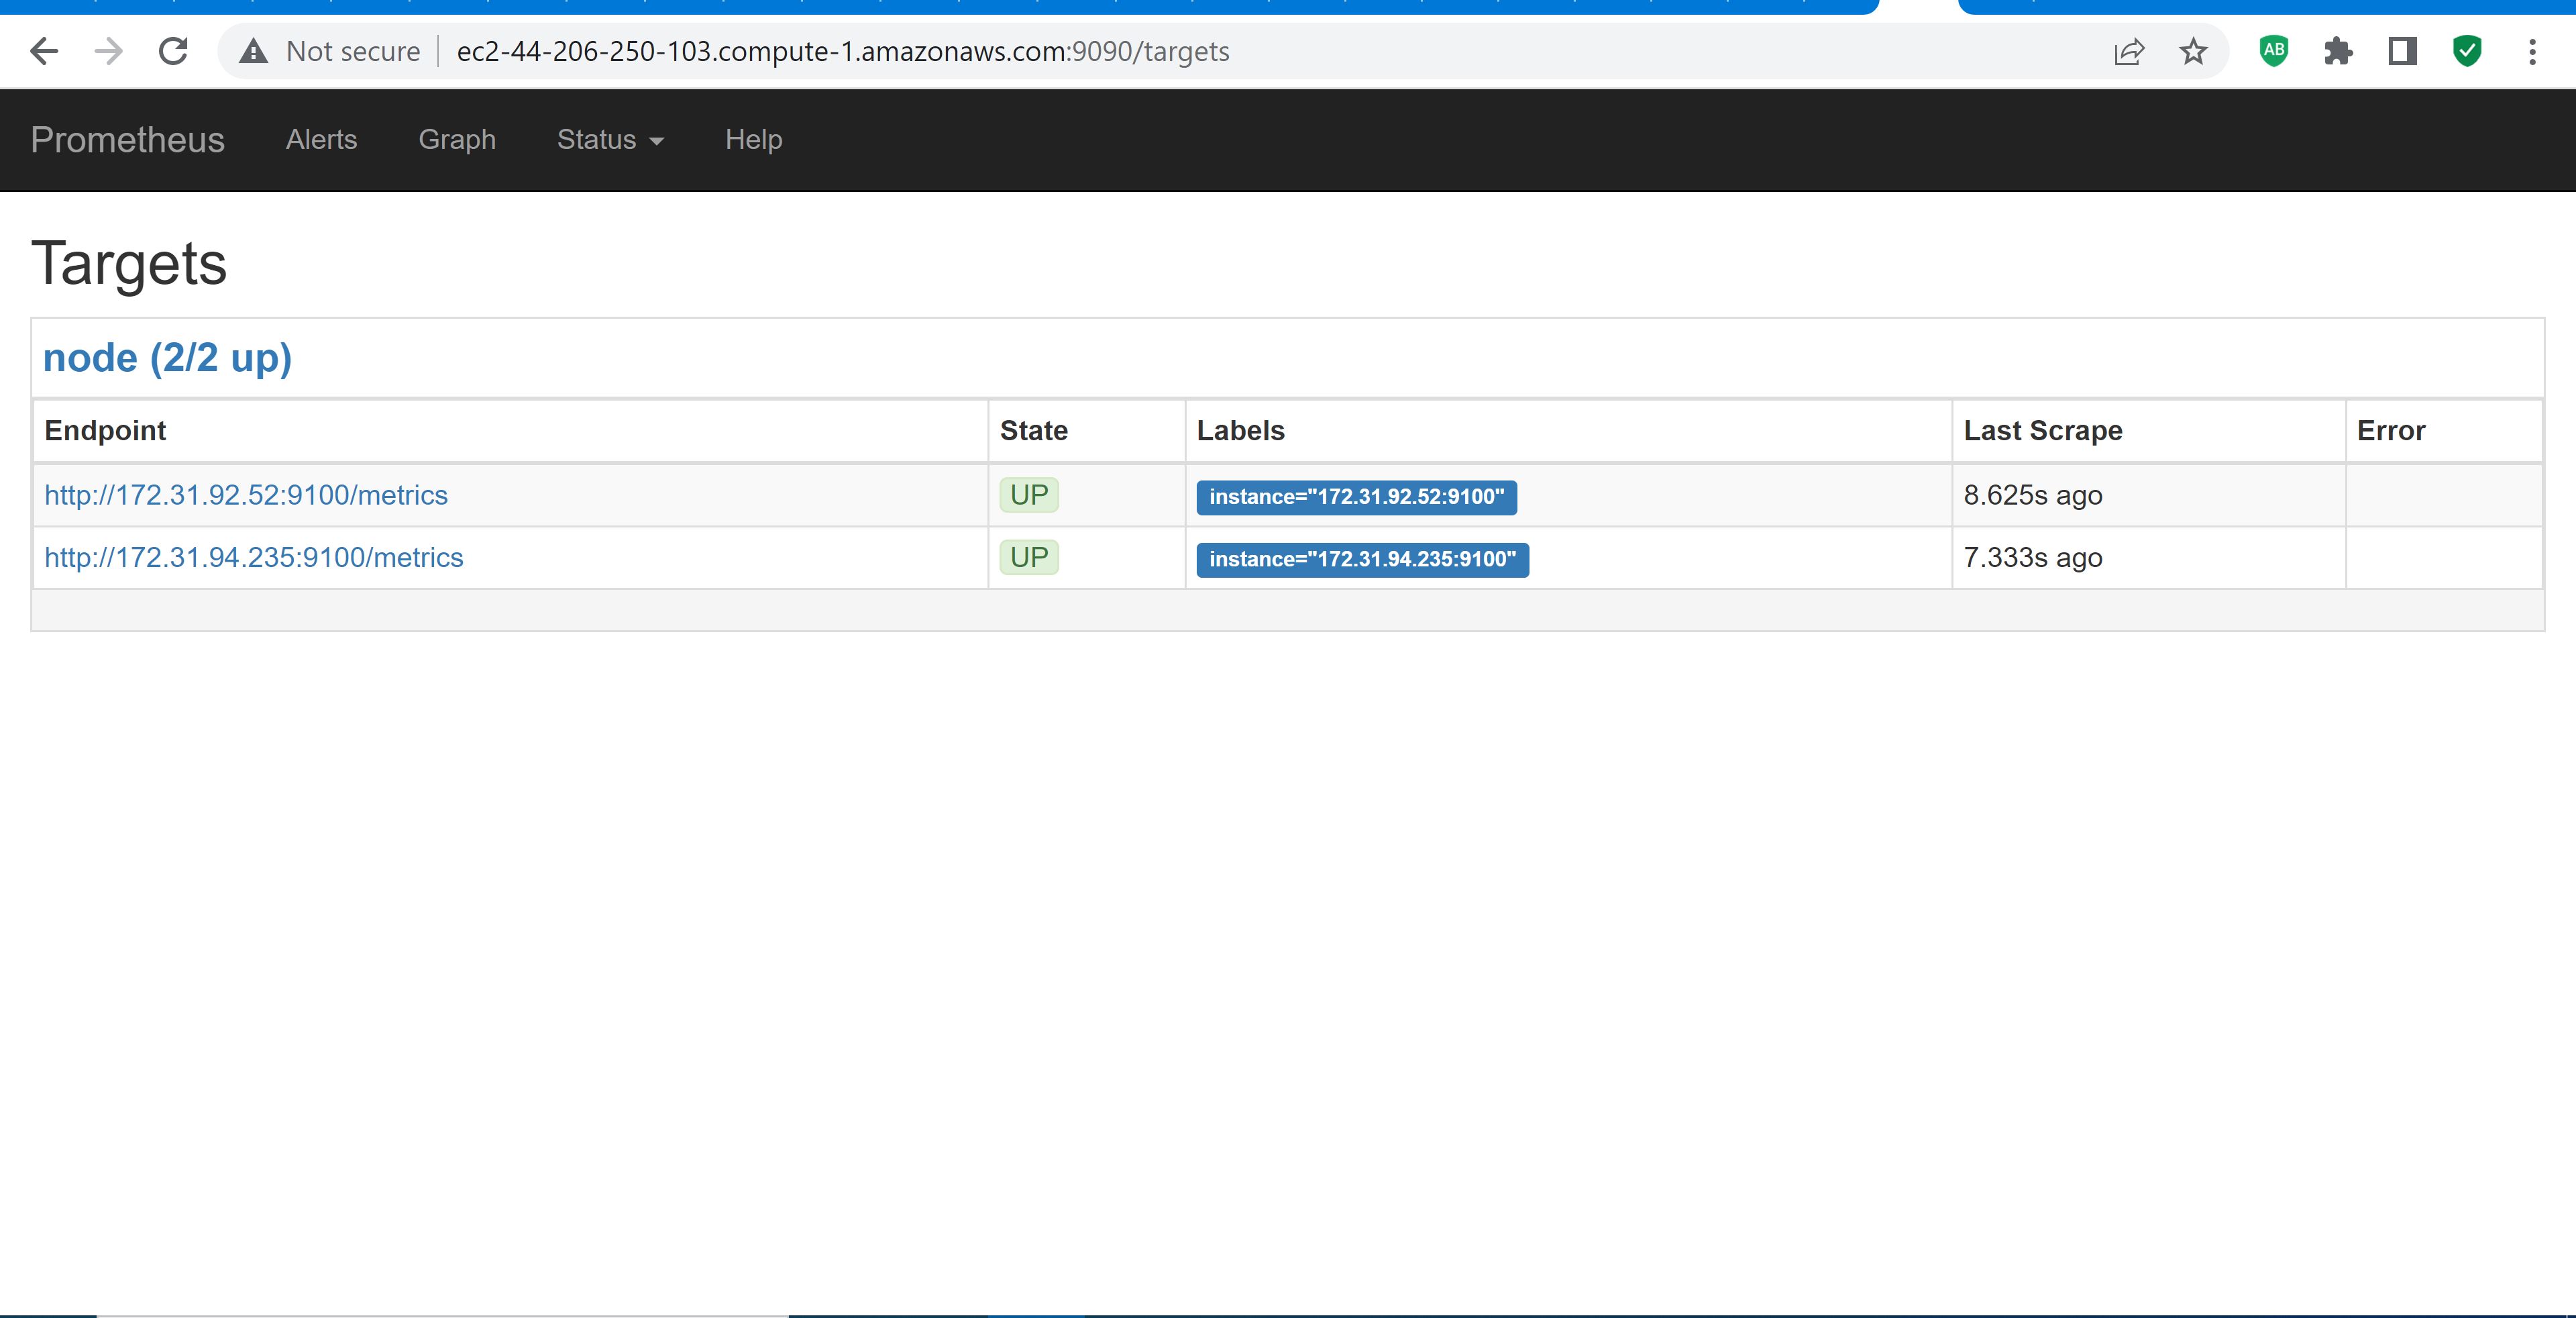 Not secure ec2-44-206-250-103.compute-1.amazonaws.com:9090/targets AB
Prometheus Alerts Graph Status Help
Targets
node (2/2 up)
Endpoint State Labels Last Scrape Error
http://172.31.92.52:9100/metrics UP instance="172.31.92.52:9100" 8.625s ago
http://172.31.94.235:9100/metrics UP instance="172.31.94.235:9100" 7.333s ago